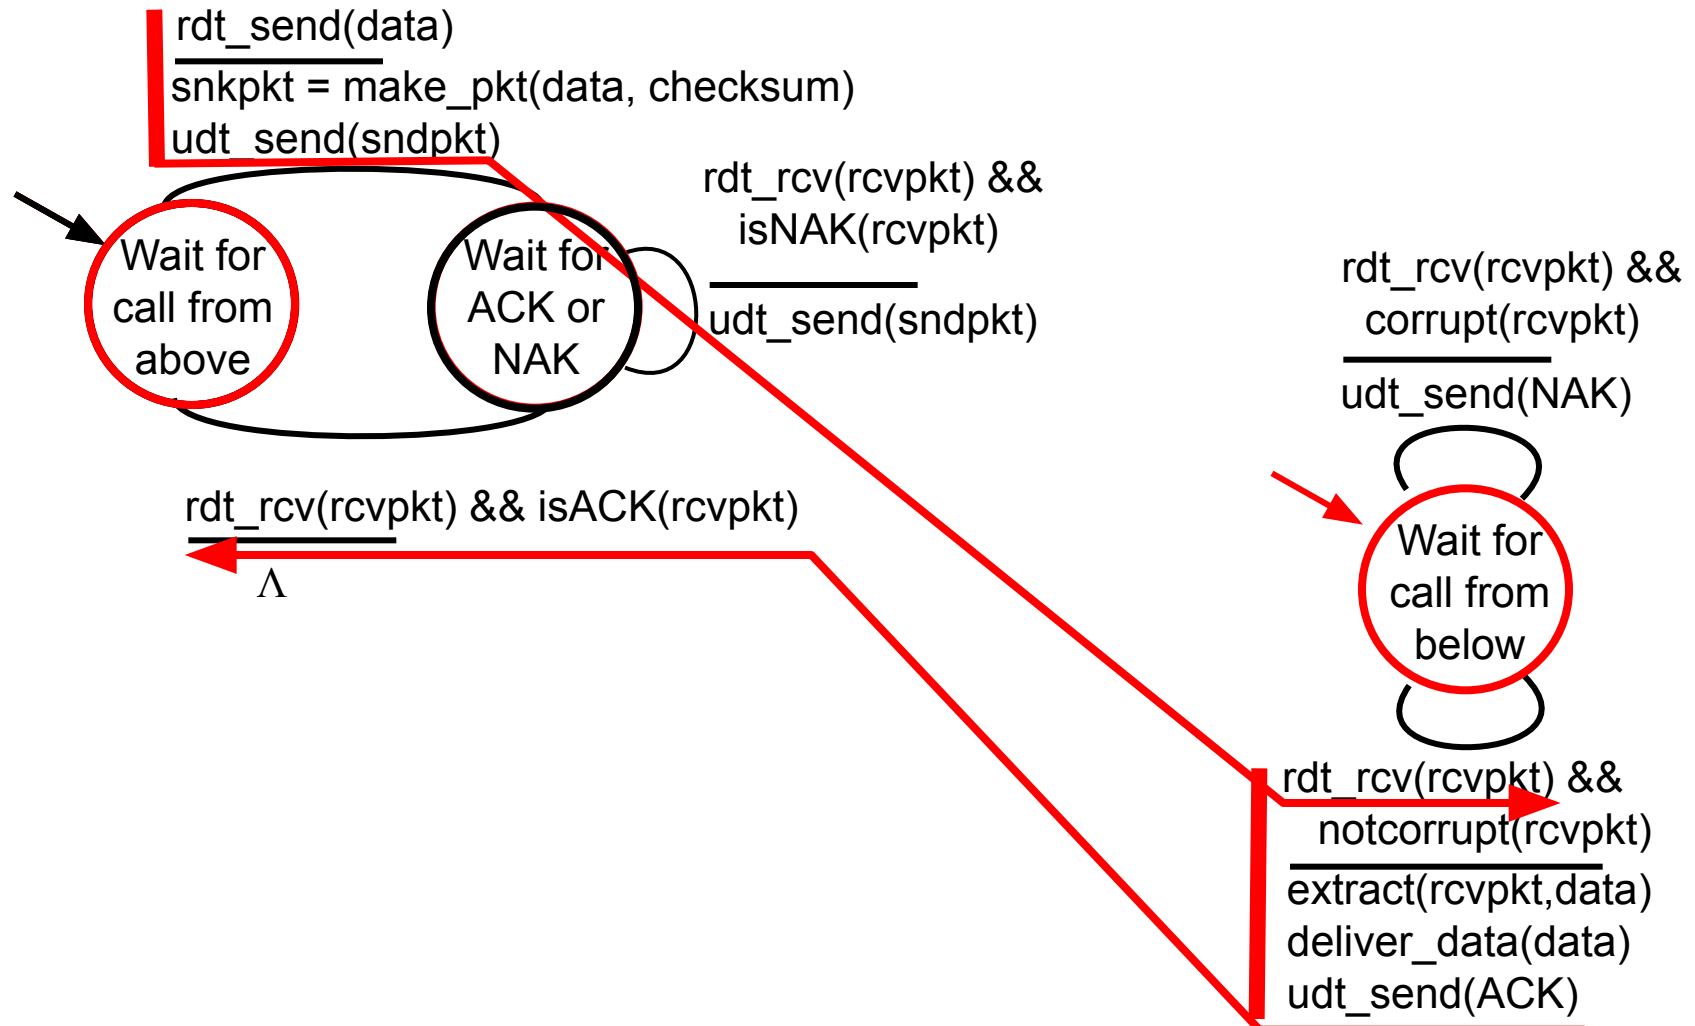 rdt_send(data)
snkpkt = make_pkt(data, checksum)
udt_send(sndpkt)
Wait for
call from
above
Wait for
ACK or
NAK
rdt_rcv(rcvpkt) &&
isNAK(rcvpkt)
udt_send(sndpkt)
rdt_rcv(rcvpkt) && isACK(rcvpkt)
Λ
rdt_rcv(rcvpkt) &&
corrupt(rcvpkt)
udt_send(NAK)
Wait for
call from
below
rdt_rcv(rcvpkt) &&
notcorrupt(rcvpkt)
extract(rcvpkt,data)
deliver_data(data)
udt_send(ACK)